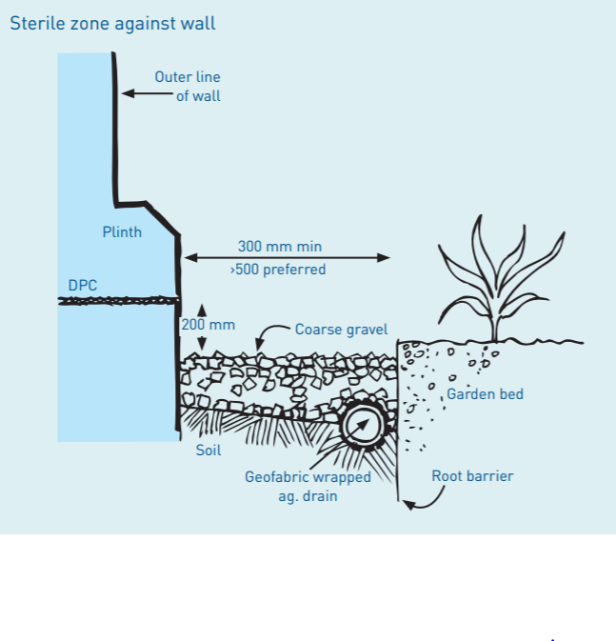 Sterile zone against wall
Outer line
of wall
Plinth
300 mm min
>500 preferred
DPC
200 mm
Coarse gravel
Garden bed
Soil
Geofabric wrapped
ag. drain
Root barrier